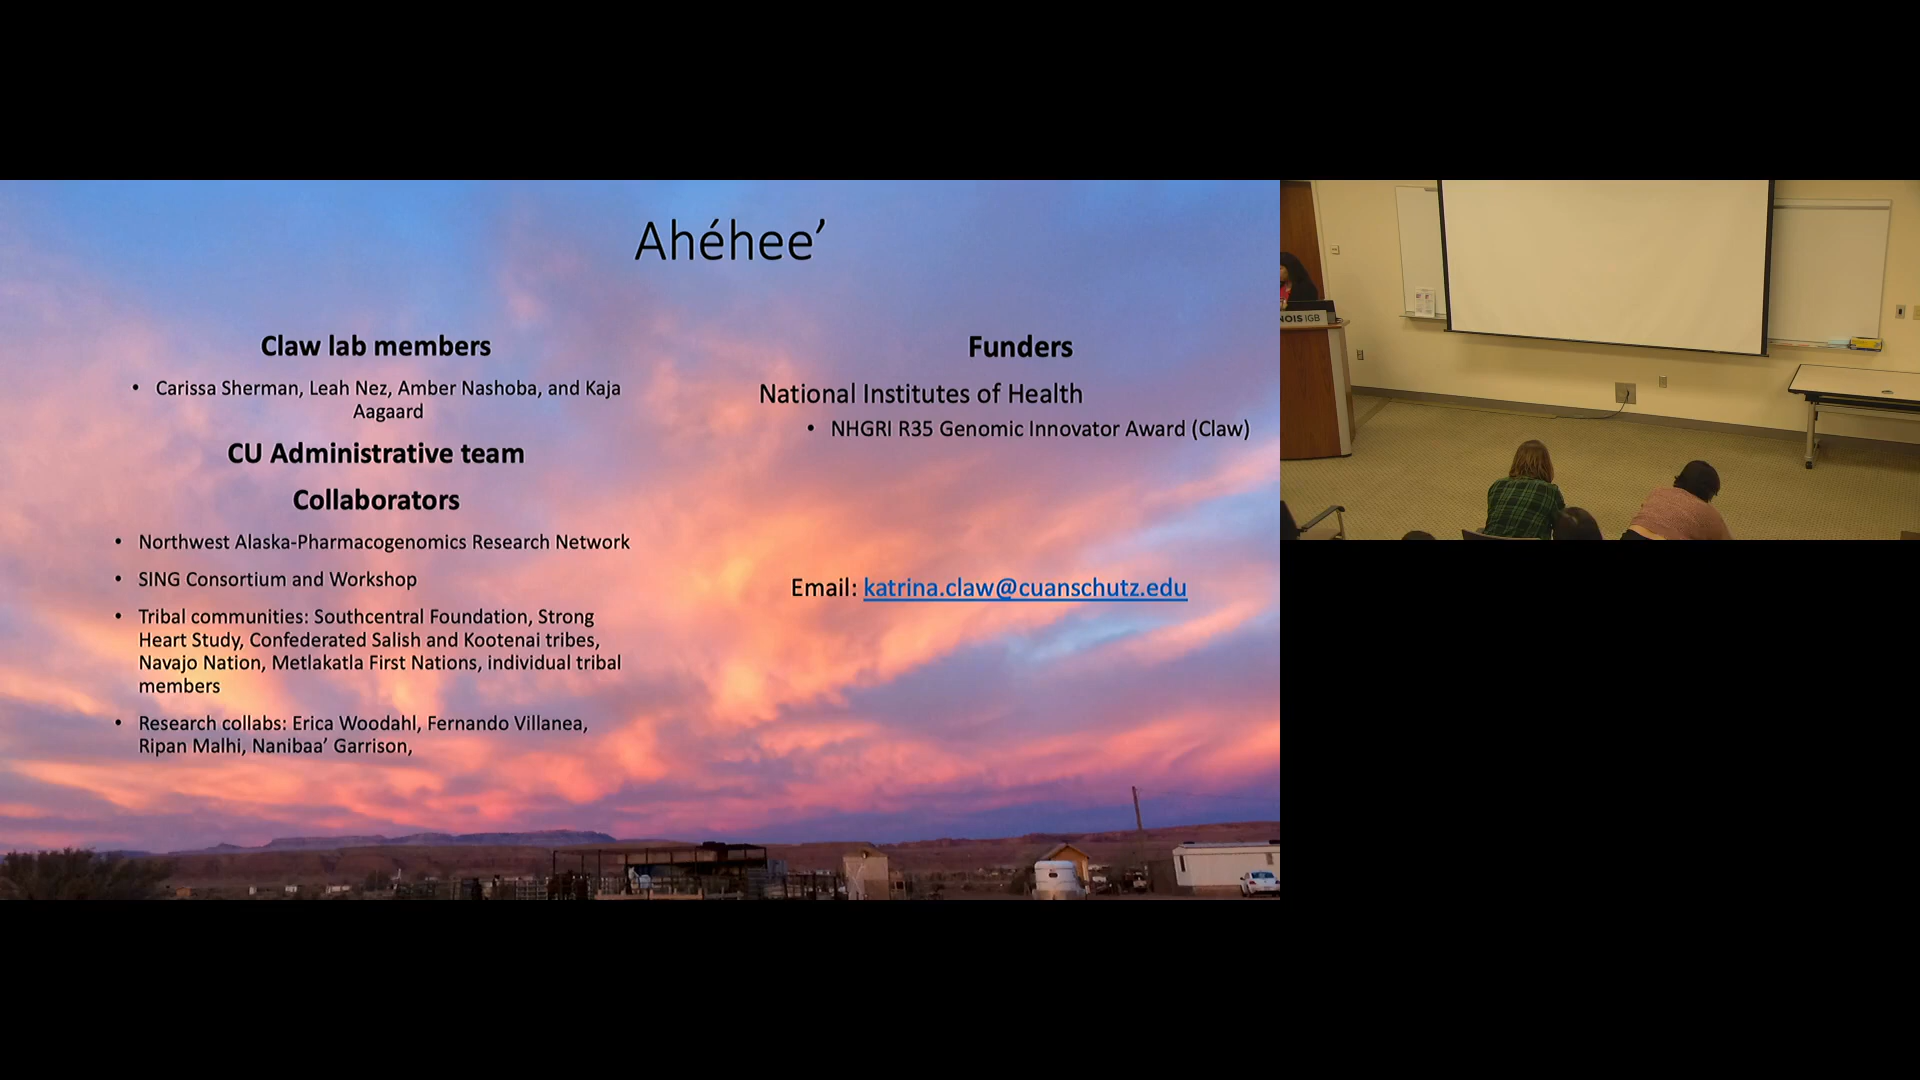 Ahéhee’
Claw lab members
• Carissa Sherman, Leah Nez, Amber Nashoba, and Kaja
Aagaard
CU Administrative team
Collaborators
• Northwest Alaska-Pharmacogenomics Research Network
• SING Consortium and Workshop
• Tribal communities: Southcentral Foundation, Strong
Heart Study, Confederated Salish and Kootenai tribes,
Navajo Nation, Metlakatla First Nations, individual tribal
members
• Research collabs: Erica Woodahl, Fernando Villanea,
Ripan Malhi, Nanibaa’ Garrison,
Funders
National Institutes of Health
• NHGRI R35 Genomic Innovator Award (Claw)
Email: katrina.claw@cuanschutz.edu
NOIS IGB